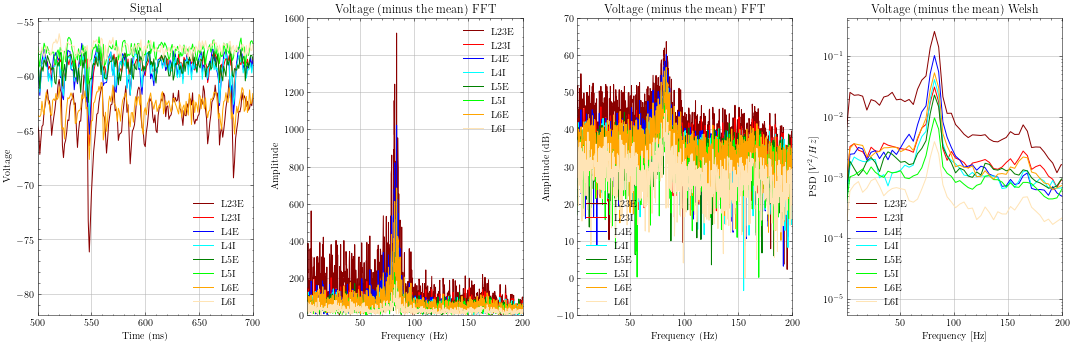 Signal
Voltage
−55
−60
−65
−70
−75
−80
500
550
600
650
700
Time (ms)
L23E
L23I
L4E
L4I
L5E
L5I
L6E
L6I
Voltage (minus the mean) FFT
Amplitude
1600
1400
1200
1000
800
600
400
200
0
50
100
150
200
Frequency (Hz)
L23E
L23I
L4E
L4I
L5E
L5I
L6E
L6I
Voltage (minus the mean) FFT
Amplitude (dB)
70
60
50
40
30
20
10
0
−10
50
100
150
200
Frequency (Hz)
L23E
L23I
L4E
L4I
L5E
L5I
L6E
L6I
Voltage (minus the mean) Welsh
PSD [V²/Hz]
10⁻¹
10⁻²
10⁻³
10⁻⁴
10⁻⁵
50
100
150
200
Frequency [Hz]
L23E
L23I
L4E
L4I
L5E
L5I
L6E
L6I